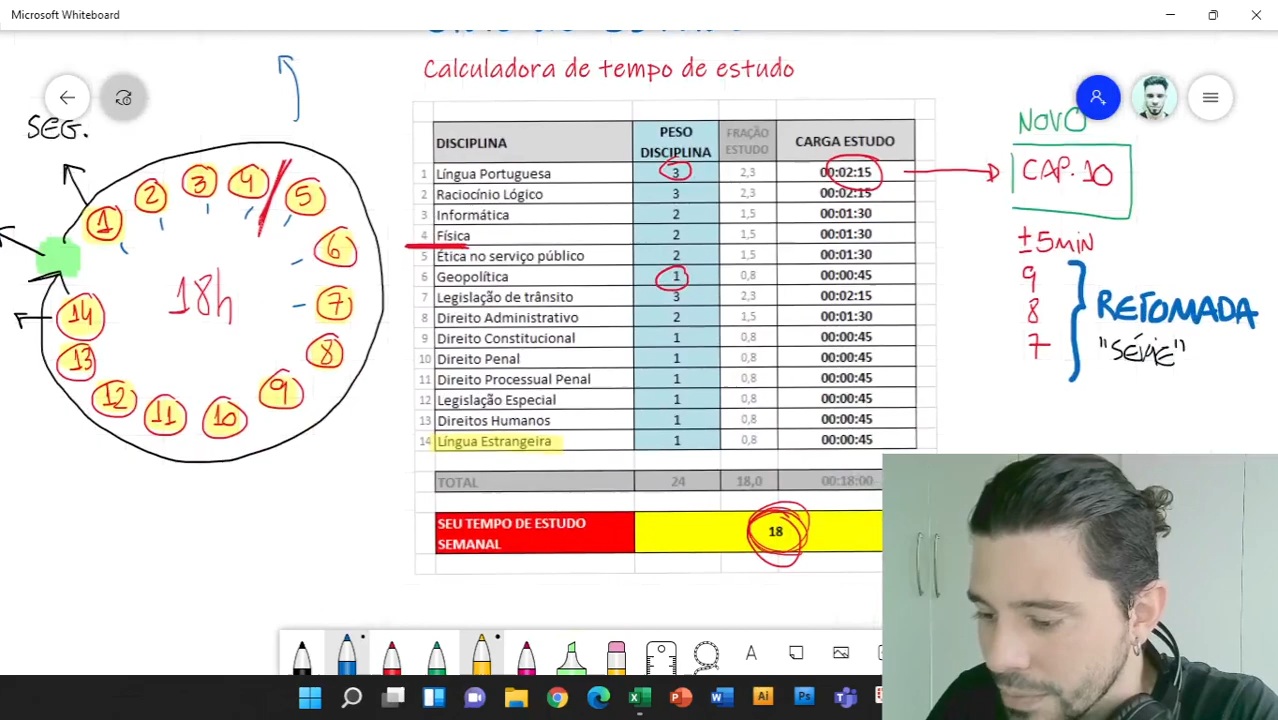 Microsoft Whiteboard
Calculadora de tempo de estudo
SEG.
1
2
3
4
5
6
7
8
9
10
11
12
13
14
18h
DISCIPLINA PESO DISCIPLINA FRAÇÃO ESTUDO CARGA ESTUDO
1 Língua Portuguesa 3 2,3 00:02:15
2 Raciocínio Lógico 3 2,3 00:02:15
3 Informática 2 1,5 00:01:30
4 Física 2 1,5 00:01:30
5 Ética no serviço público 2 1,5 00:01:30
6 Geopolítica 1 0,8 00:00:45
7 Legislação de trânsito 3 2,3 00:02:15
8 Direito Administrativo 2 1,5 00:01:30
9 Direito Constitucional 1 0,8 00:00:45
10 Direito Penal 1 0,8 00:00:45
11 Direito Processual Penal 1 0,8 00:00:45
12 Legislação Especial 1 0,8 00:00:45
13 Direitos Humanos 1 0,8 00:00:45
14 Língua Estrangeira 1 0,8 00:00:45
TOTAL 24 18,0 00:18:00
SEU TEMPO DE ESTUDO
SEMANAL 18
NOVO
CAP. 10
±5min
9
8
7
RETOMADA
"SÉRIE"
A
Ai
Ps